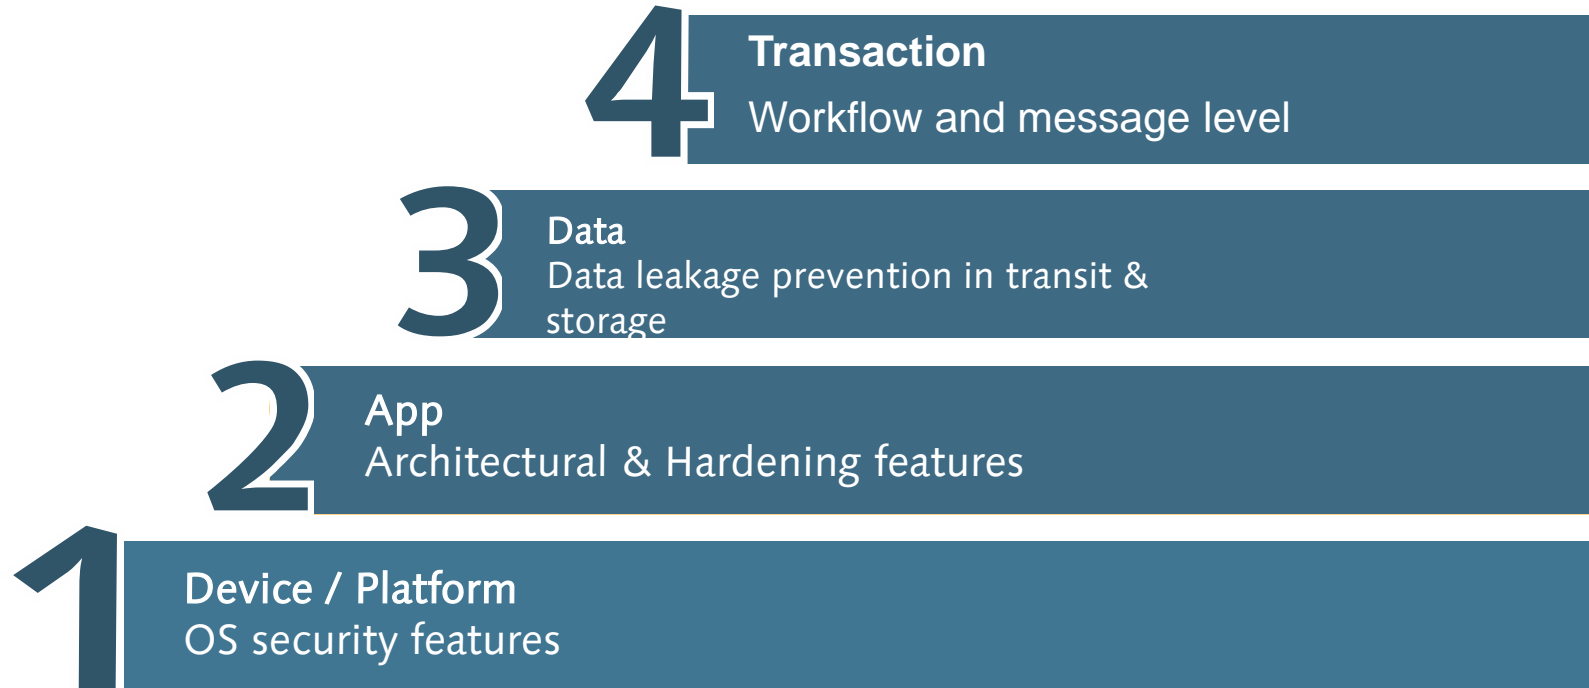 4
Transaction
Workflow and message level
3
Data
Data leakage prevention in transit &
storage
2
App
Architectural & Hardening features
1
Device / Platform
OS security features